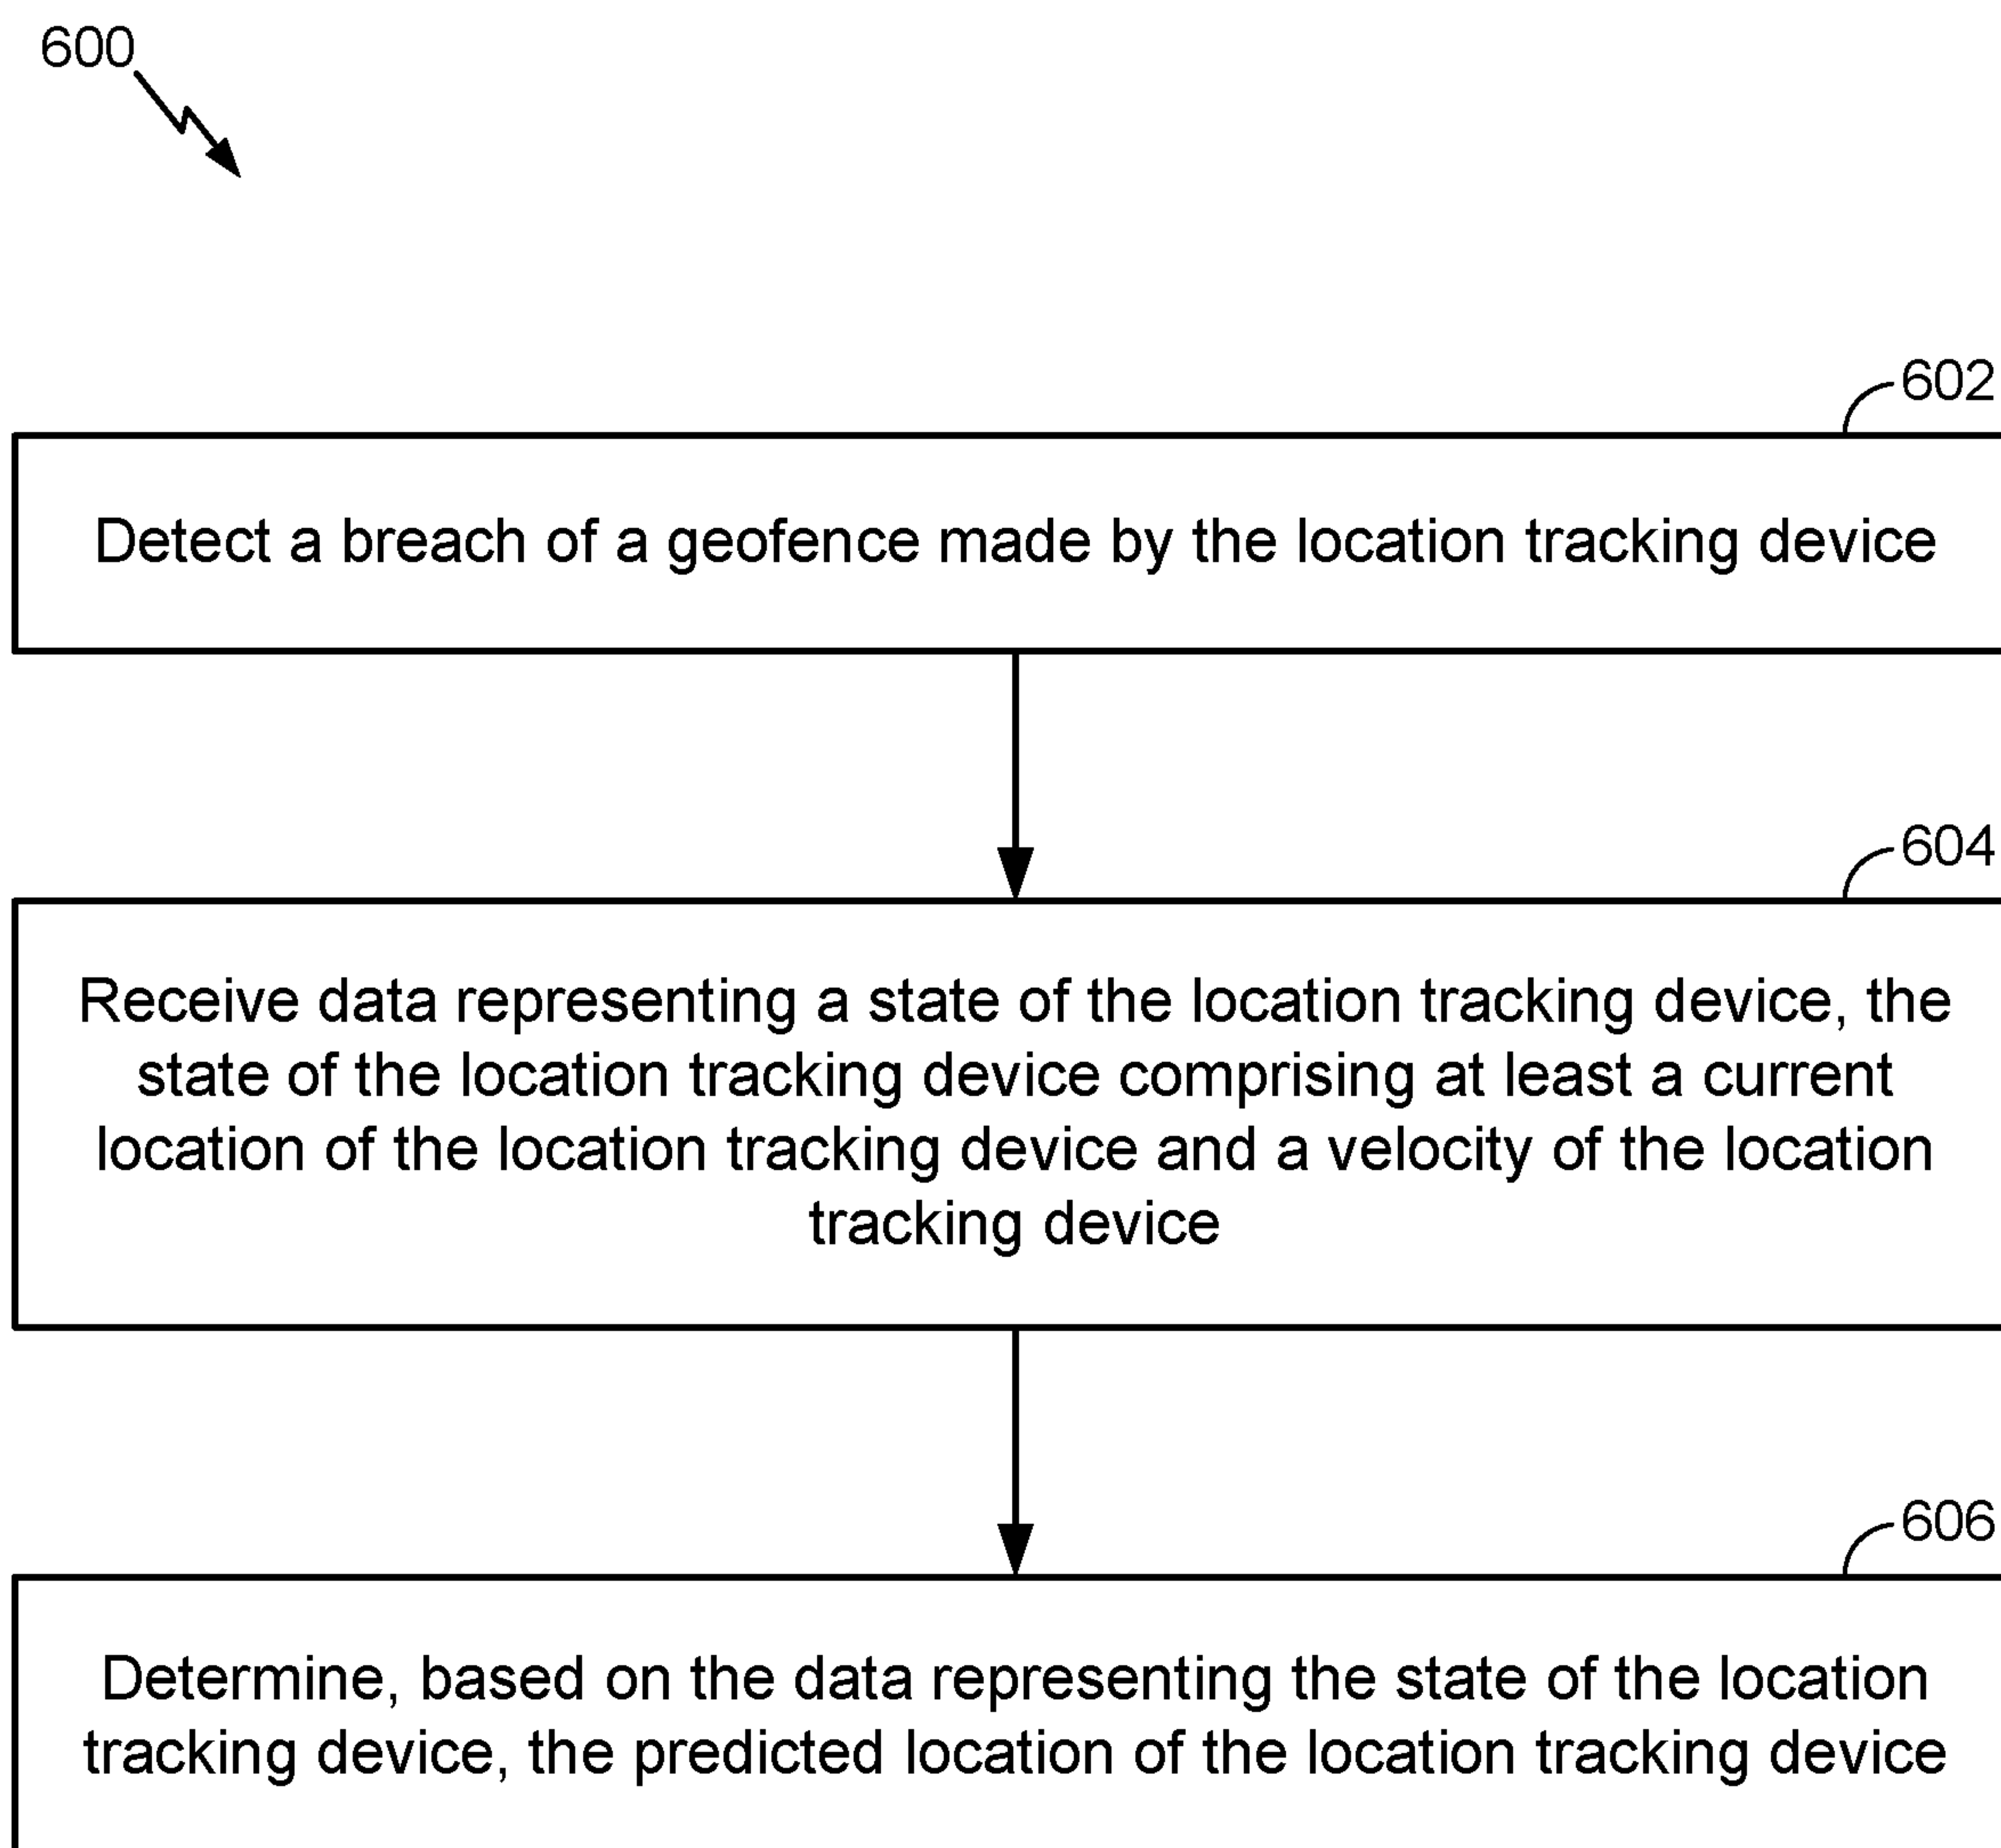 600
602
Detect a breach of a geofence made by the location tracking device
604
Receive data representing a state of the location tracking device, the
state of the location tracking device comprising at least a current
location of the location tracking device and a velocity of the location
tracking device
606
Determine, based on the data representing the state of the location
tracking device, the predicted location of the location tracking device